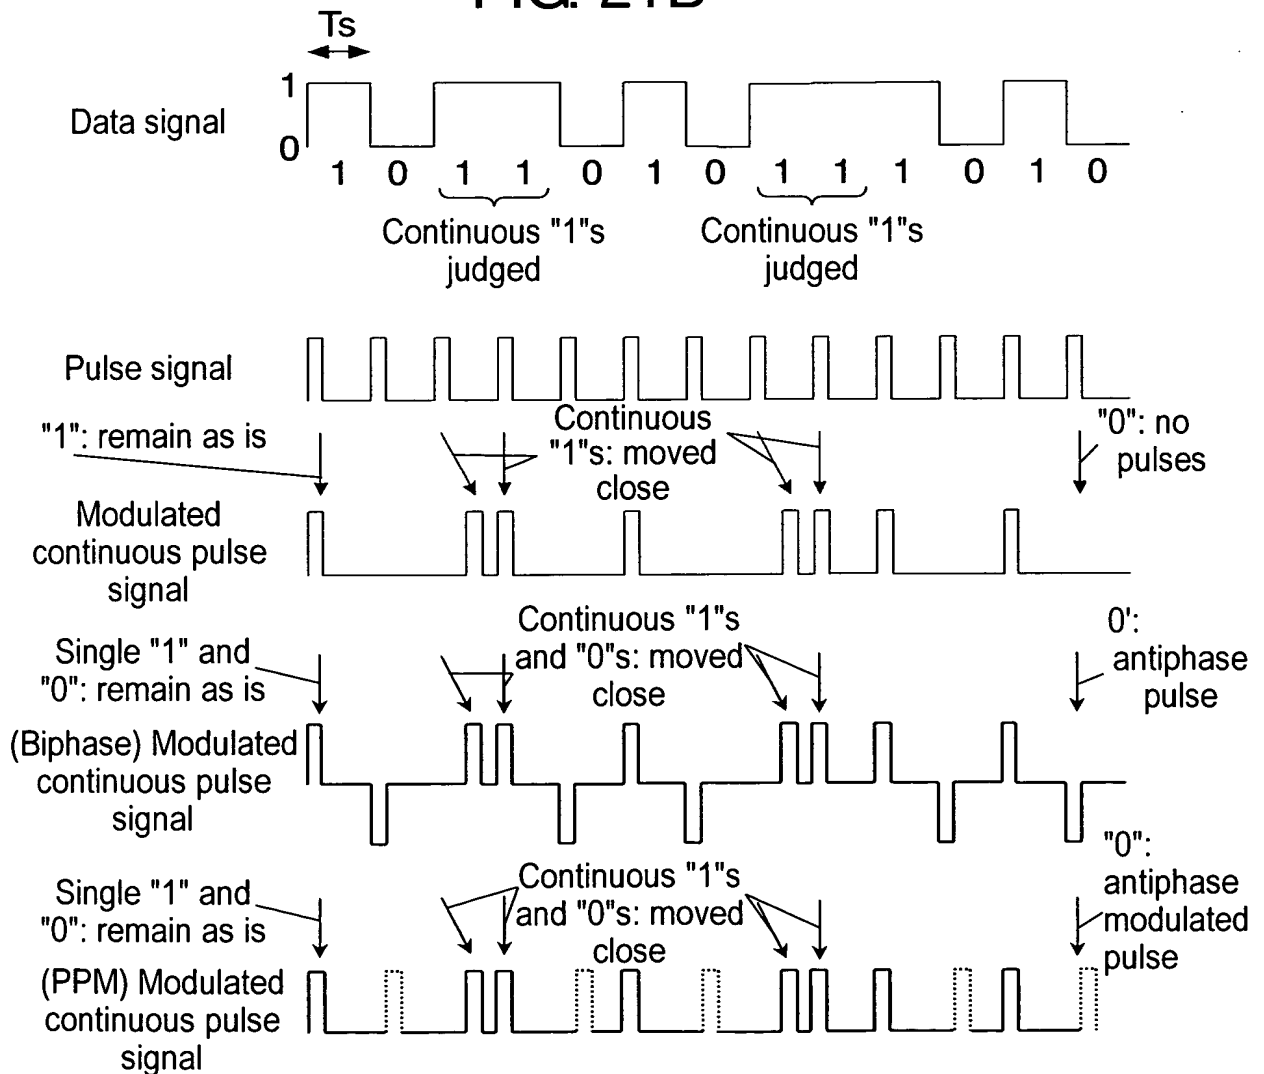 FIG. 21B
Ts
1
Data signal
0
1 0 1 1 0 1 0 1 1 1 0 1 0
Continuous "1"s
judged
Continuous "1"s
judged
Pulse signal
"1": remain as is
Continuous
"1"s: moved
close
"0": no
pulses
Modulated
continuous pulse
signal
Single "1" and
"0": remain as is
Continuous "1"s
and "0"s: moved
close
0':
antiphase
pulse
(Biphase) Modulated
continuous pulse
signal
Single "1" and
"0": remain as is
Continuous "1"s
and "0"s: moved
close
"0":
antiphase
modulated
pulse
(PPM) Modulated
continuous pulse
signal